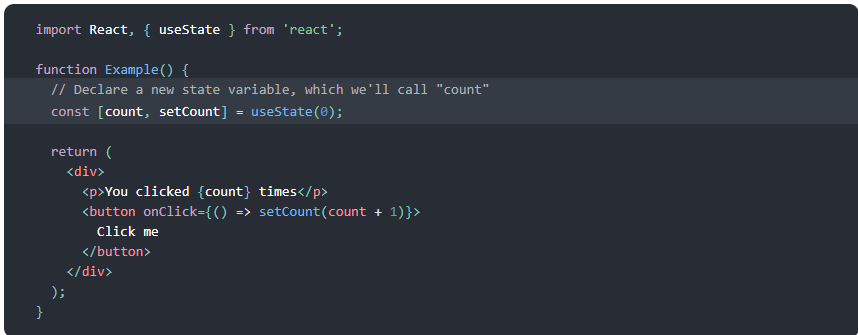 import React, { useState } from 'react';
function Example() {
// Declare a new state variable, which we'll call "count"
const [count, setCount] = useState(0);
return (
<div>
<p>You clicked {count} times</p>
<button onClick={() => setCount(count + 1)}>
Click me
</button>
</div>
);
}